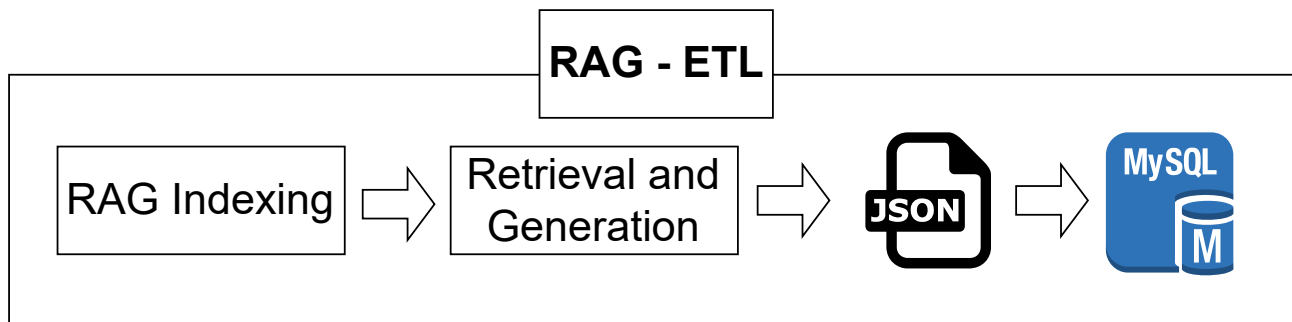 RAG - ETL
RAG Indexing
Retrieval and
Generation
JSON
MySQL
M